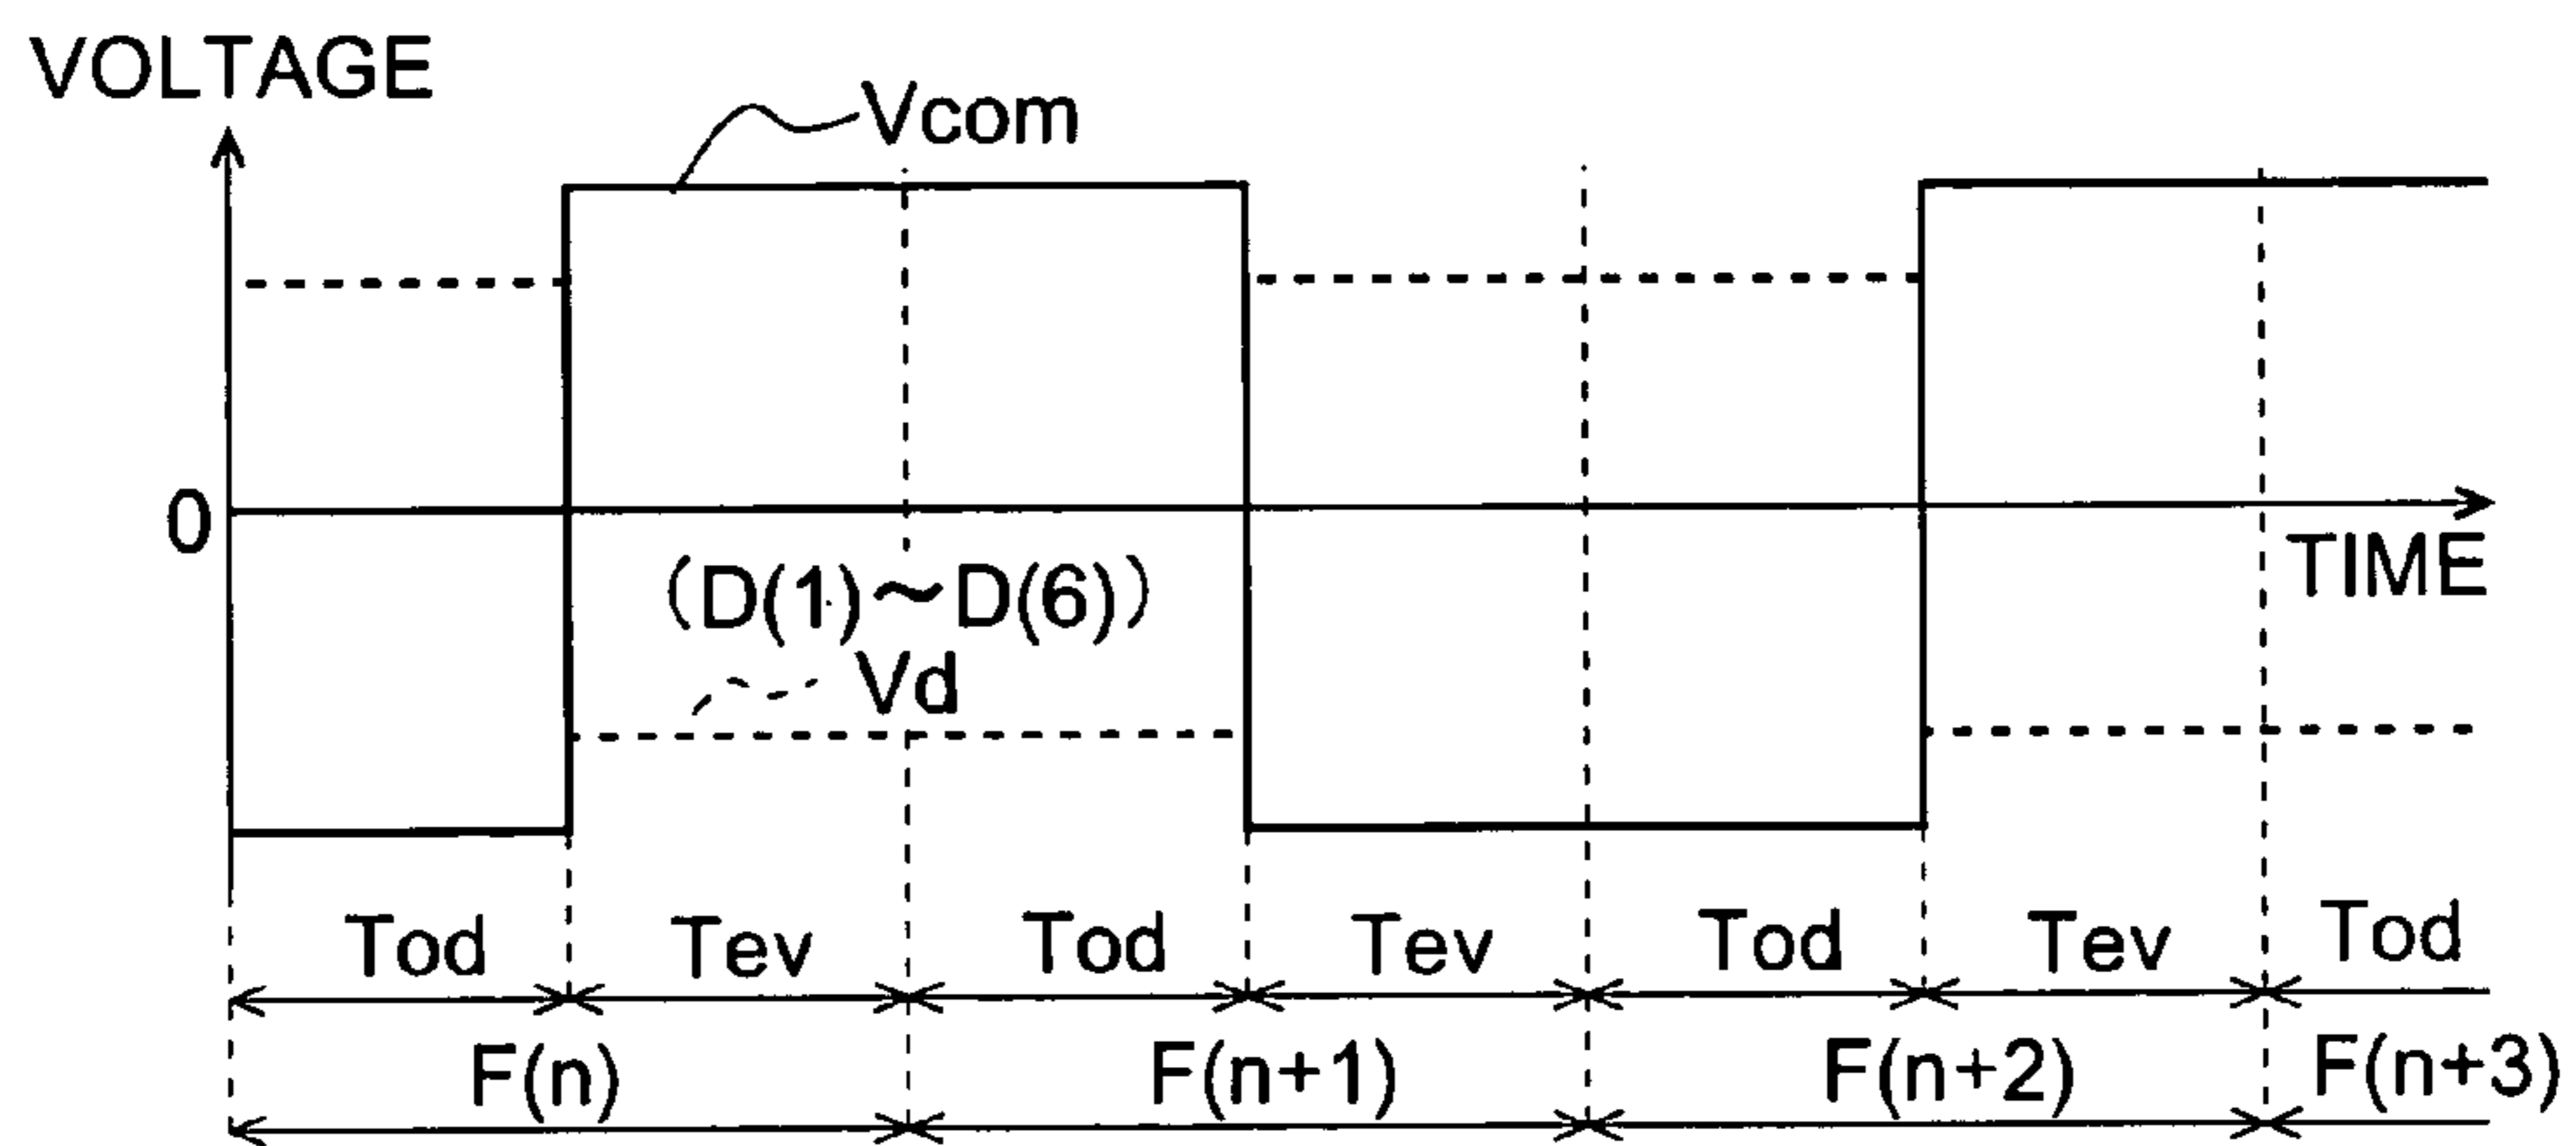 VOLTAGE
Vcom
0
TIME
(D(1)~D(6))
Vd
Tod Tev Tod Tev Tod Tev Tod
F(n) F(n+1) F(n+2) F(n+3)